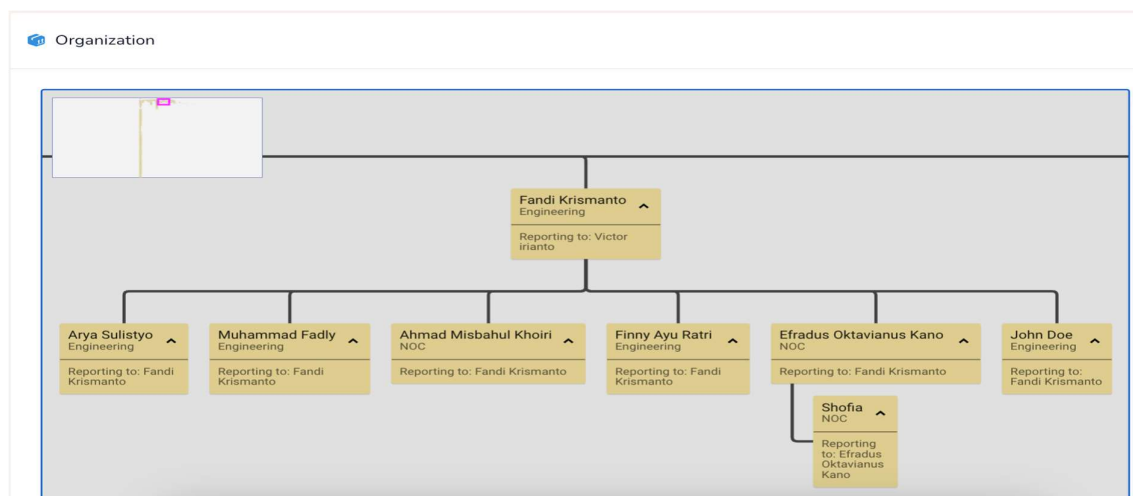 Organization
Fandi Krismanto
Engineering
Reporting to: Victor
irianto
Arya Sulistyo
Engineering
Reporting to: Fandi
Krismanto
Muhammad Fadly
Engineering
Reporting to: Fandi
Krismanto
Ahmad Misbahul Khoiri
NOC
Reporting to: Fandi Krismanto
Finny Ayu Ratri
Engineering
Reporting to: Fandi
Krismanto
Efradus Oktavianus Kano
NOC
Reporting to: Fandi Krismanto
John Doe
Engineering
Reporting to:
Fandi Krismanto
Shofia
NOC
Reporting
to: Efradus
Oktavianus
Kano